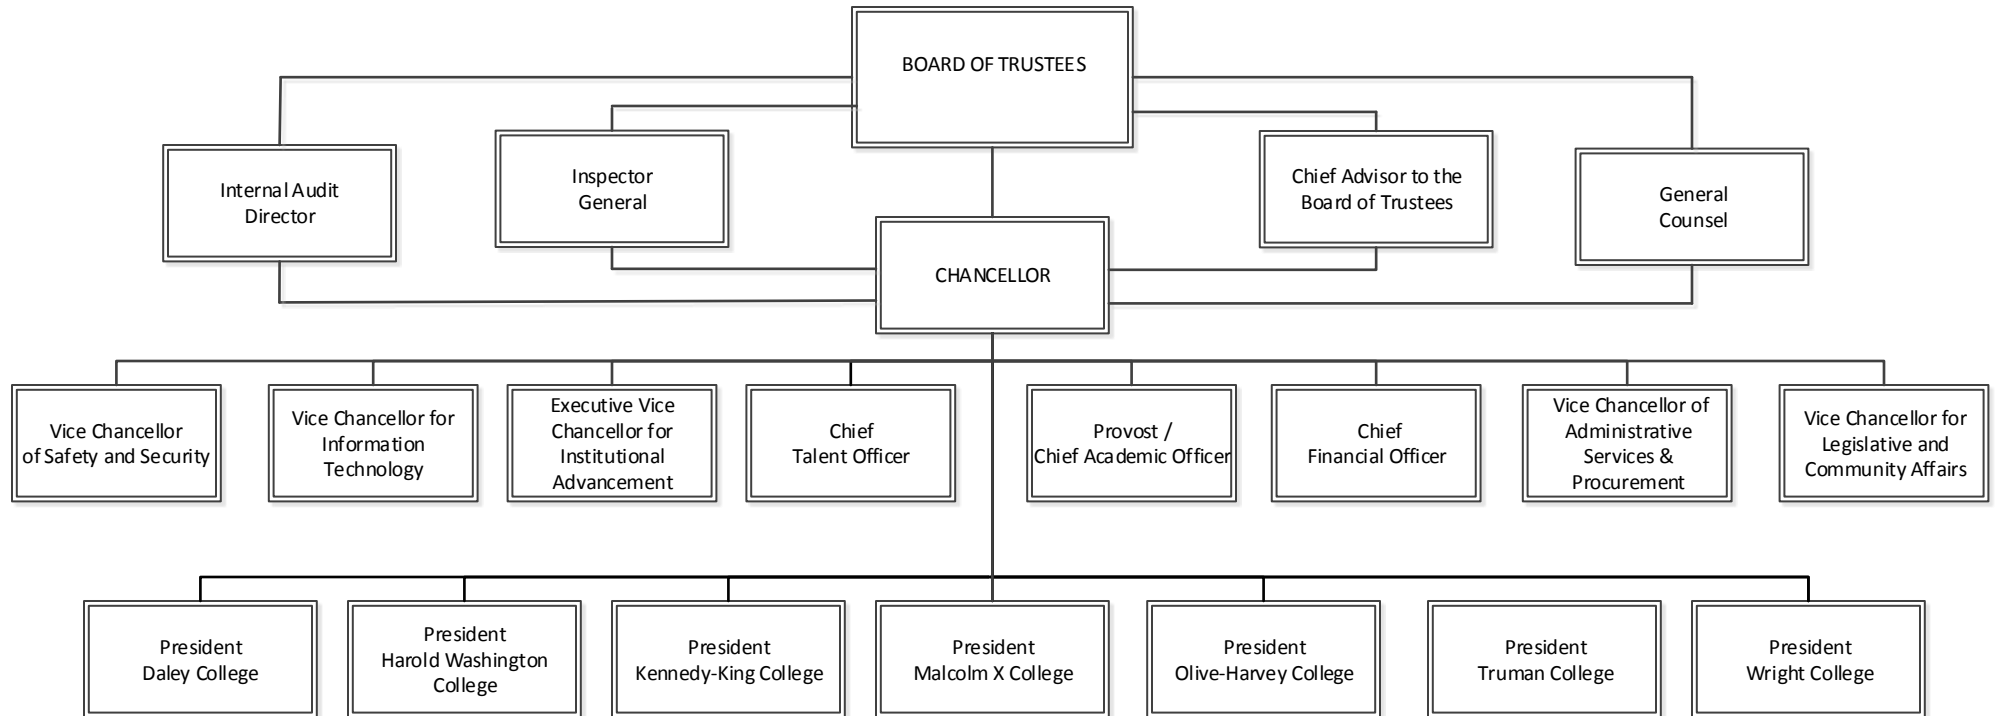 BOARD OF TRUSTEES
Internal Audit
Director
Inspector
General
Chief Advisor to the
Board of Trustees
General
Counsel
CHANCELLOR
Vice Chancellor
of Safety and Security
Vice Chancellor for
Information
Technology
Executive Vice
Chancellor for
Institutional
Advancement
Chief
Talent Officer
Provost /
Chief Academic Officer
Chief
Financial Officer
Vice Chancellor of
Administrative
Services &
Procurement
Vice Chancellor for
Legislative and
Community Affairs
President
Daley College
President
Harold Washington
College
President
Kennedy-King College
President
Malcolm X College
President
Olive-Harvey College
President
Truman College
President
Wright College